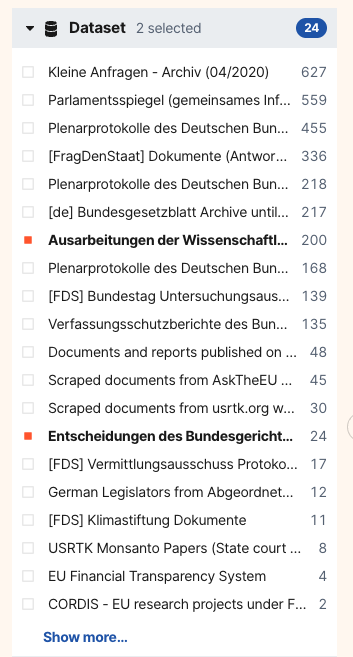 Dataset 2 selected 24
Kleine Anfragen - Archiv (04/2020) 627
Parlamentsspiegel (gemeinsames Inf... 559
Plenarprotokolle des Deutschen Bun... 455
[FragDenStaat] Dokumente (Antwor... 336
Plenarprotokolle des Deutschen Bun... 218
[de] Bundesgesetzblatt Archive until... 217
Ausarbeitungen der Wissenschaftl... 200
Plenarprotokolle des Deutschen Bun... 168
[FDS] Bundestag Untersuchungsaus... 139
Verfassungsschutzberichte des Bun... 135
Documents and reports published on ... 48
Scraped documents from AskTheEU ... 45
Scraped documents from usrtk.org w... 30
Entscheidungen des Bundesgericht... 24
[FDS] Vermittlungsausschuss Protoko... 17
German Legislators from Abgeordnet... 12
[FDS] Klimastiftung Dokumente 11
USRTK Monsanto Papers (State court ... 8
EU Financial Transparency System 4
CORDIS - EU research projects under F... 2
Show more...